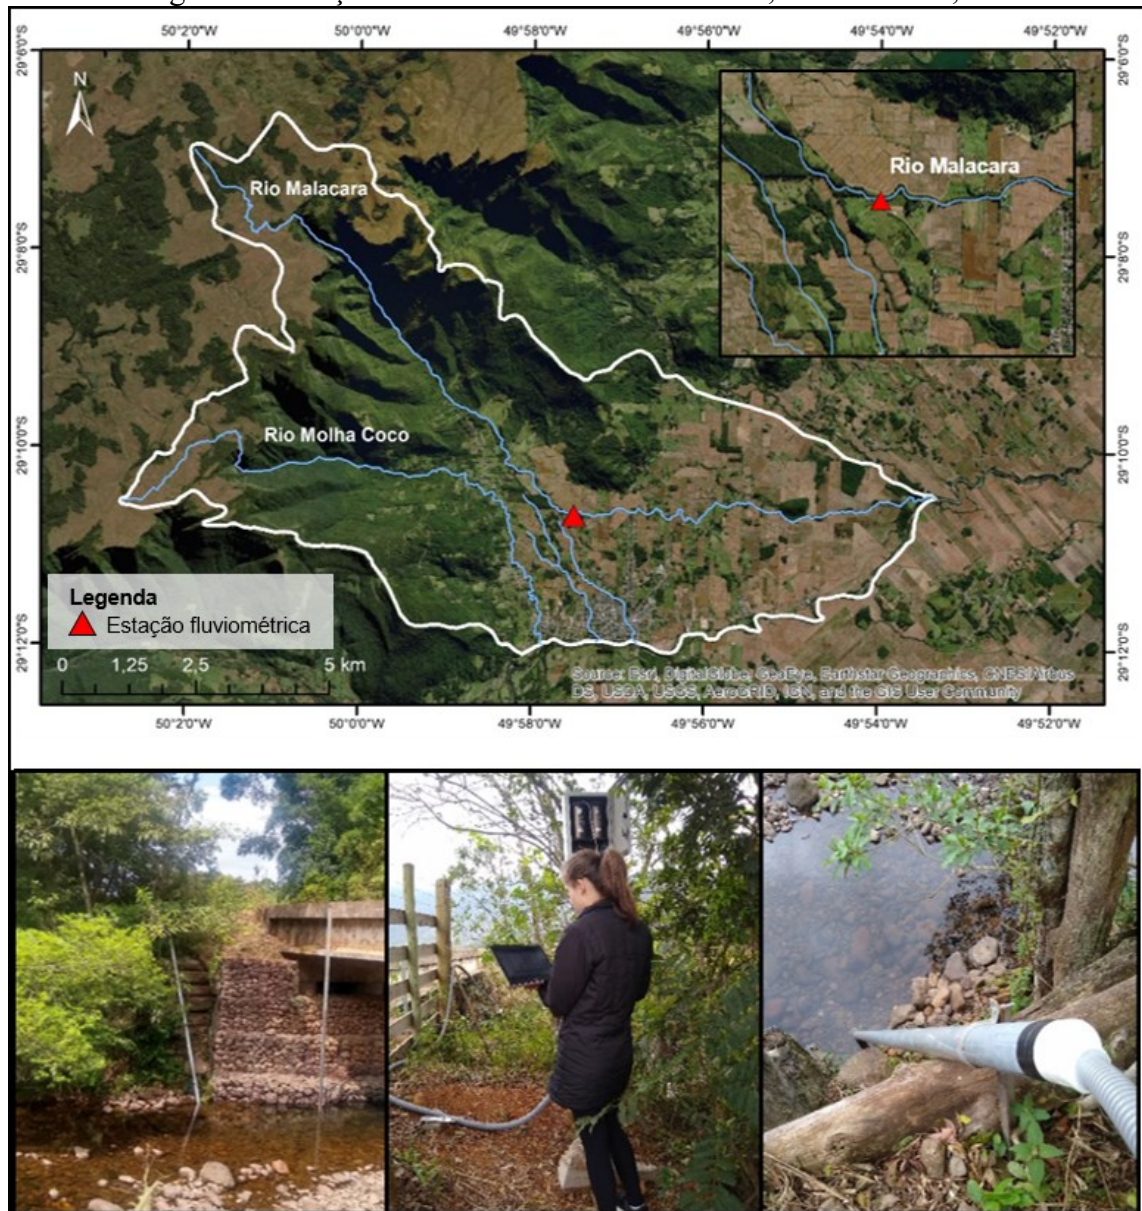 50°2'0"W 50°0'0"W 49°58'0"W 49°56'0"W 49°54'0"W 49°52'0"W
29°6'0"S
29°8'0"S
29°10'0"S
29°12'0"S
N
Rio Malacara
Rio Molha Coco
Rio Malacara
29°6'0"S
29°8'0"S
29°10'0"S
29°12'0"S
Legenda
Estação fluviométrica
0 1,25 2,5 5 km
Source: Esri, DigitalGlobe, GeoEye, Earthstar Geographics, CNES/Airbus
DS, USDA, USGS, AeroGRID, IGN, and the GIS User Community
50°2'0"W 50°0'0"W 49°58'0"W 49°56'0"W 49°54'0"W 49°52'0"W